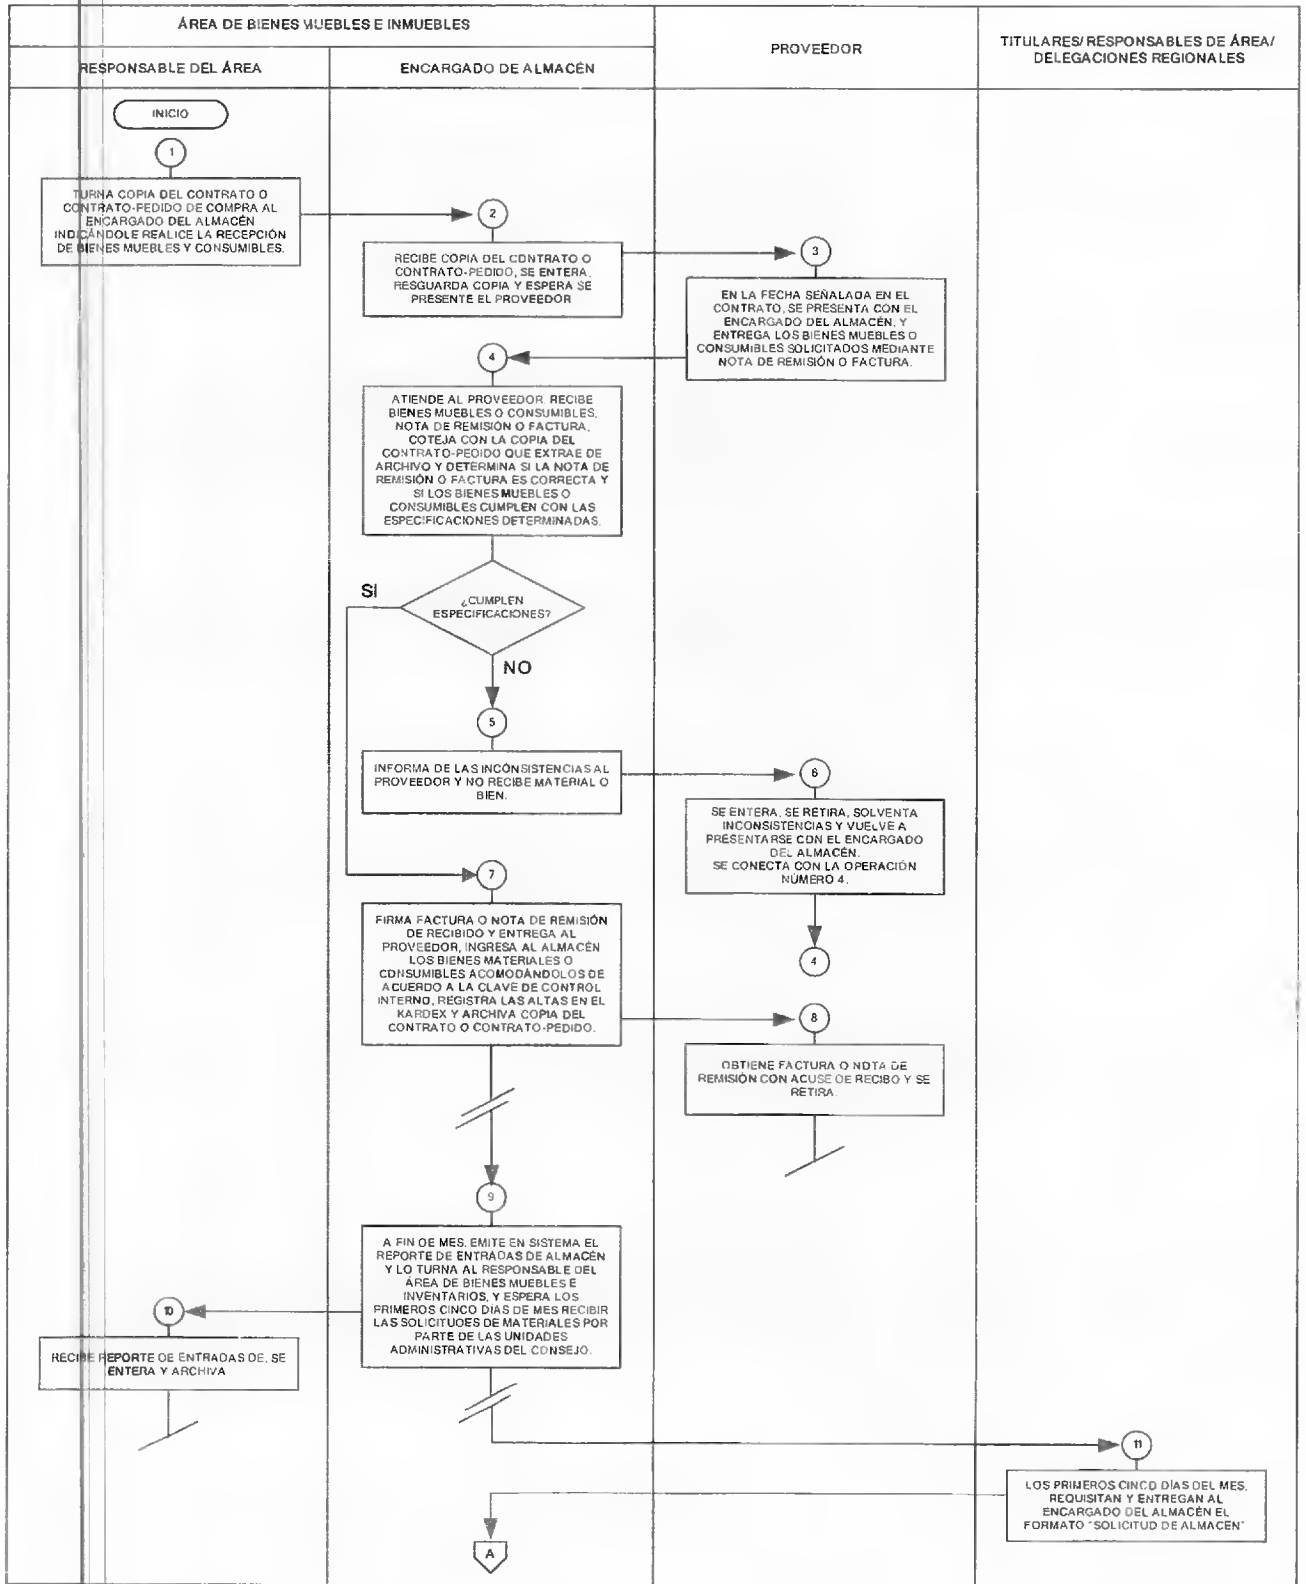 ÁREA DE BIENES MUEBLES E INMUEBLES
PROVEEDOR
TITULARES/ RESPONSABLES DE ÁREA/
DELEGACIONES REGIONALES
RESPONSABLE DEL ÁREA
ENCARGADO DE ALMACÉN
INICIO
1
TURNA COPIA DEL CONTRATO O
CONTRATO-PEDIDO DE COMPRA AL
ENCARGADO DEL ALMACÉN
INDICÁNDOLE REALICE LA RECEPCIÓN
DE BIENES MUEBLES Y CONSUMIBLES.
2
RECIBE COPIA DEL CONTRATO O
CONTRATO-PEDIDO, SE ENTERA,
RESGUARDA COPIA Y ESPERA SE
PRESENTE EL PROVEEDOR
3
EN LA FECHA SEÑALADA EN EL
CONTRATO, SE PRESENTA CON EL
ENCARGADO DEL ALMACÉN, Y
ENTREGA LOS BIENES MUEBLES O
CONSUMIBLES SOLICITADOS MEDIANTE
NOTA DE REMISIÓN O FACTURA.
4
ATIENDE AL PROVEEDOR. RECIBE
BIENES MUEBLES O CONSUMIBLES,
NOTA DE REMISIÓN O FACTURA,
COTEJA CON LA COPIA DEL
CONTRATO-PEDIDO QUE EXTRAE DE
ARCHIVO Y DETERMINA SI LA NOTA DE
REMISIÓN O FACTURA ES CORRECTA Y
SI LOS BIENES MUEBLES O
CONSUMIBLES CUMPLEN CON LAS
ESPECIFICACIONES DETERMINADAS.
SI
¿CUMPLEN
ESPECIFICACIONES?
NO
5
INFORMA DE LAS INCONSISTENCIAS AL
PROVEEDOR Y NO RECIBE MATERIAL O
BIEN.
6
SE ENTERA, SE RETIRA, SOLVENTA
INCONSISTENCIAS Y VUELVE A
PRESENTARSE CON EL ENCARGADO
DEL ALMACÉN.
SE CONECTA CON LA OPERACIÓN
NÚMERO 4.
4
7
FIRMA FACTURA O NOTA DE REMISIÓN
DE RECIBIDO Y ENTREGA AL
PROVEEDOR, INGRESA AL ALMACÉN
LOS BIENES MATERIALES O
CONSUMIBLES ACOMODÁNDOLOS DE
ACUERDO A LA CLAVE DE CONTROL
INTERNO, REGISTRA LAS ALTAS EN EL
KARDEX Y ARCHIVA COPIA DEL
CONTRATO O CONTRATO-PEDIDO.
8
OBTIENE FACTURA O NOTA DE
REMISIÓN CON ACUSE DE RECIBO Y SE
RETIRA.
9
A FIN DE MES, EMITE EN SISTEMA EL
REPORTE DE ENTRADAS DE ALMACÉN
Y LO TURNA AL RESPONSABLE DEL
ÁREA DE BIENES MUEBLES E
INVENTARIOS, Y ESPERA LOS
PRIMEROS CINCO DÍAS DE MES RECIBIR
LAS SOLICITUDES DE MATERIALES POR
PARTE DE LAS UNIDADES
ADMINISTRATIVAS DEL CONSEJO.
10
RECIBE REPORTE DE ENTRADAS DE, SE
ENTERA Y ARCHIVA
11
LOS PRIMEROS CINCO DÍAS DEL MES,
REQUISITAN Y ENTREGAN AL
ENCARGADO DEL ALMACÉN EL
FORMATO "SOLICITUD DE ALMACEN"
A